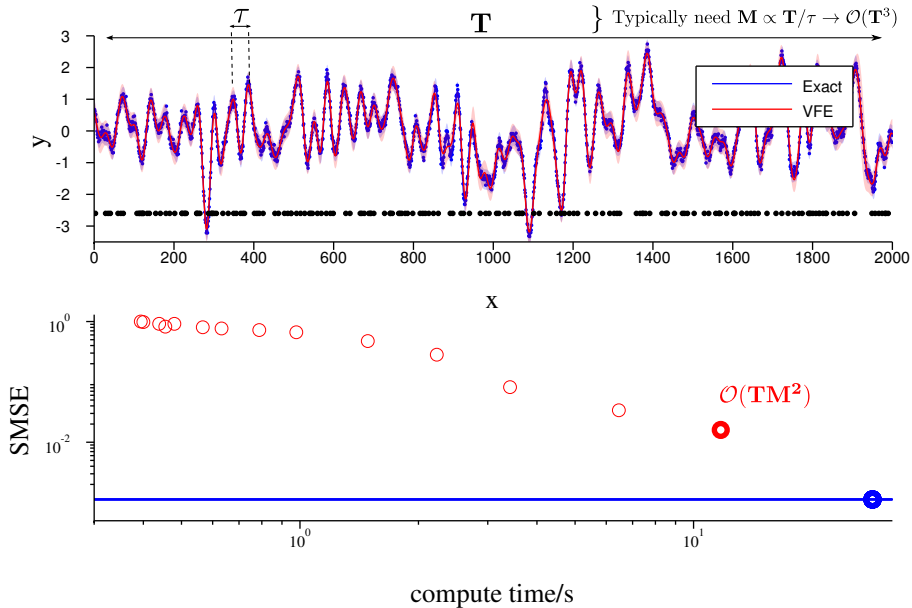 τ
T
} Typically need M ∝ T/τ → 𝒪(T³)
3
2
1
0
-1
-2
-3
y
Exact
VFE
0 200 400 600 800 1000 1200 1400 1600 1800 2000
x
10⁰
10⁻²
SMSE
𝒪(TM²)
10⁰ 10¹
compute time/s